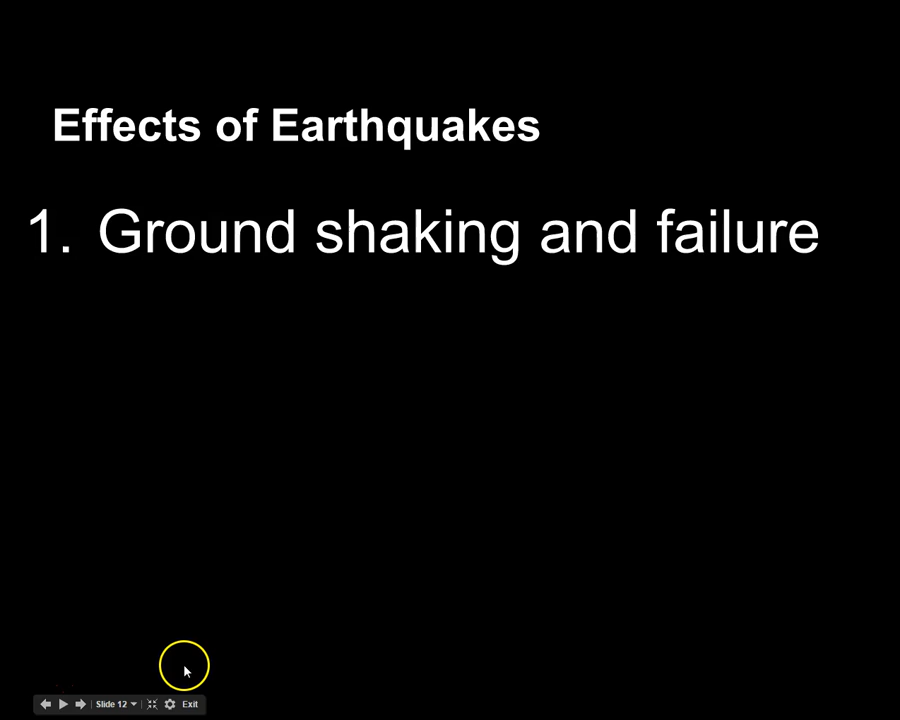 Effects of Earthquakes
1. Ground shaking and failure
Slide 12
Exit